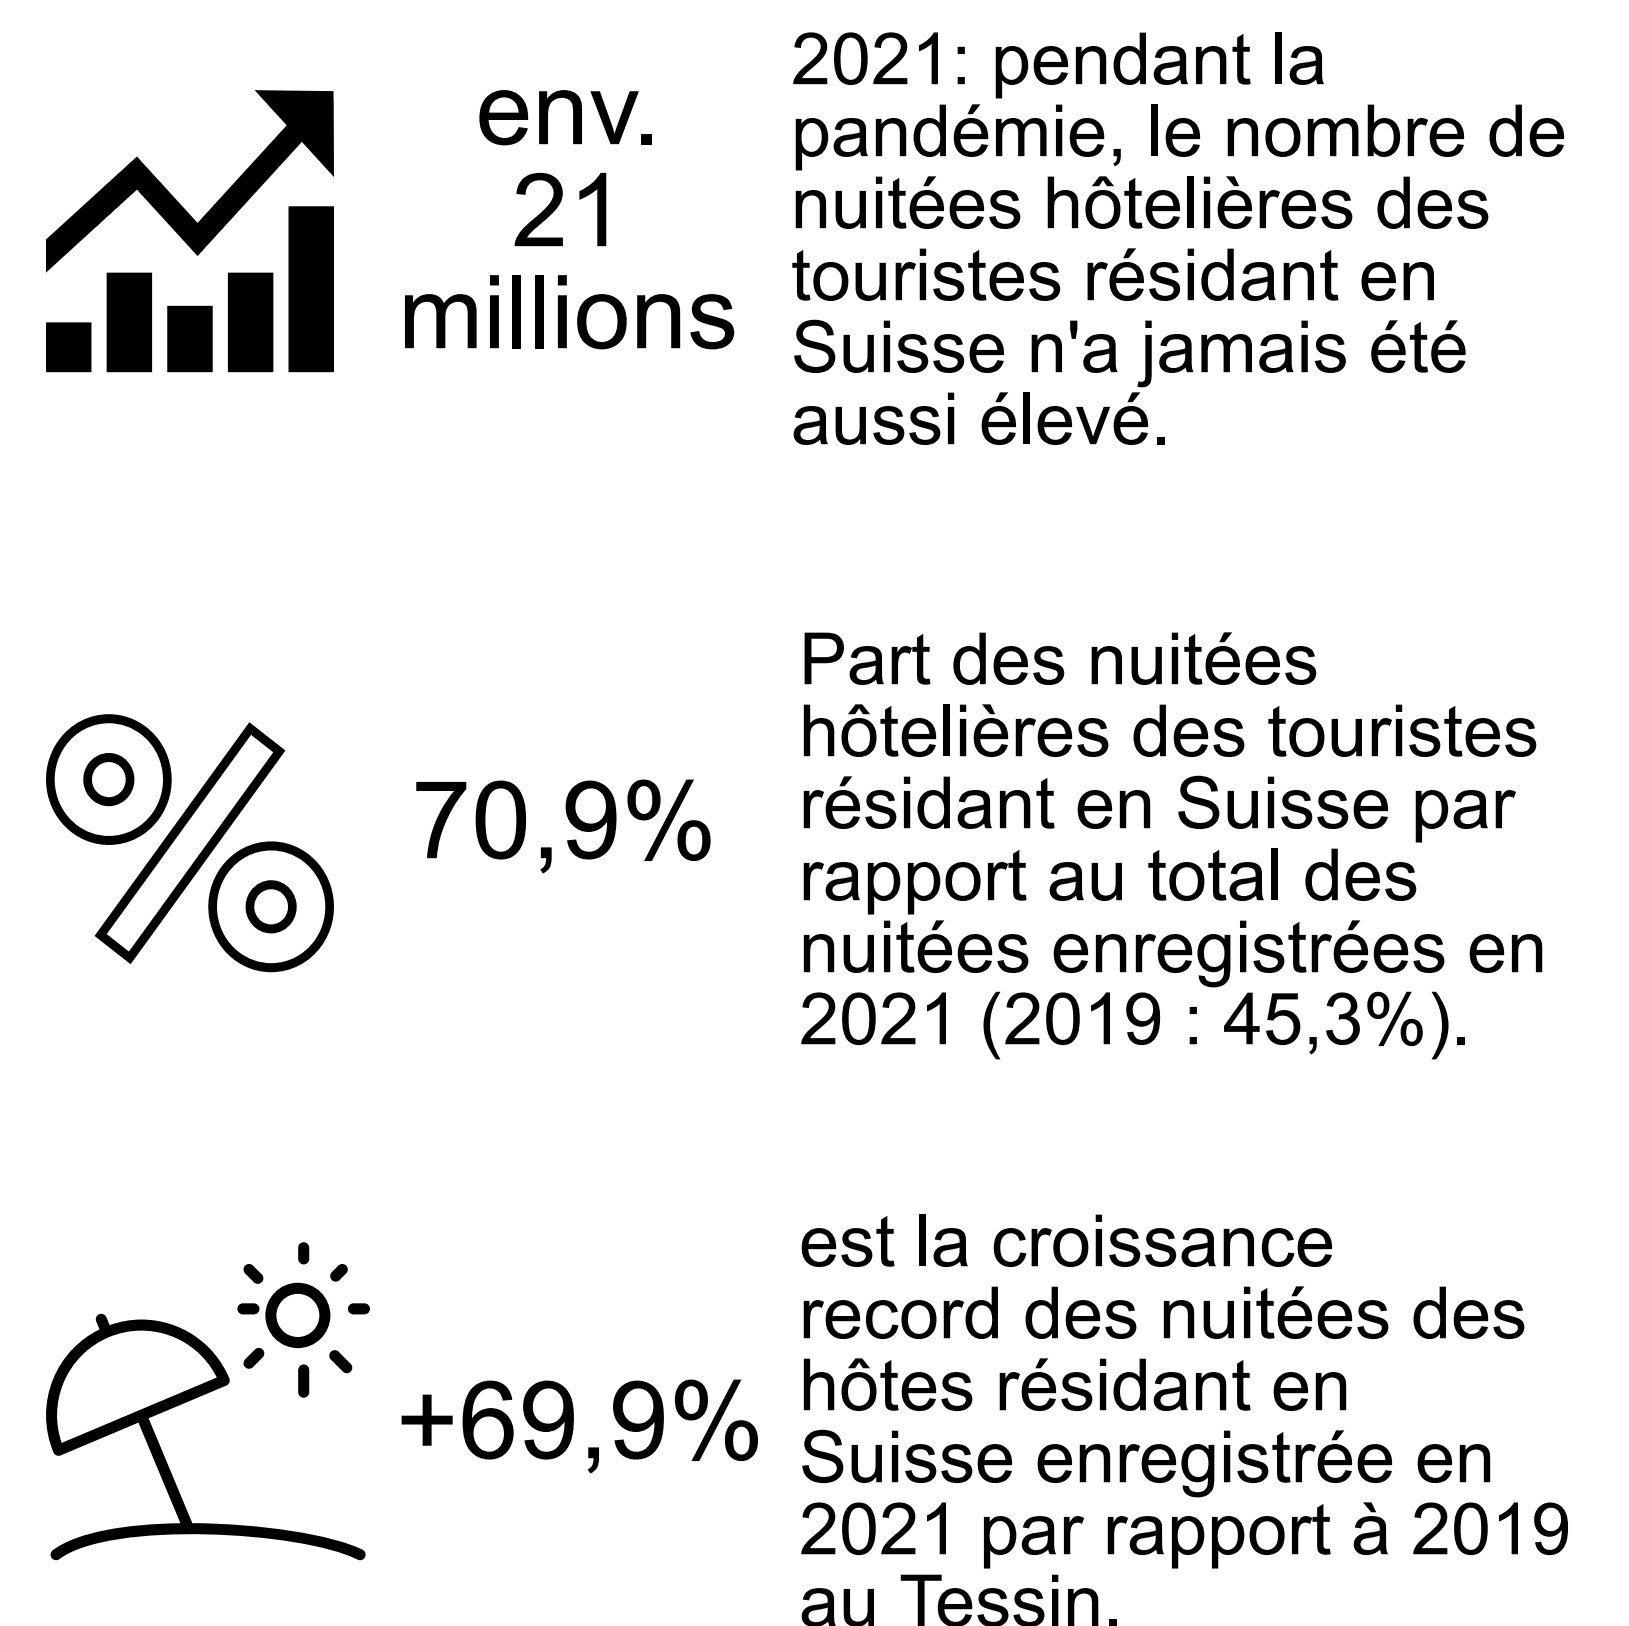 env.
21
millions
2021: pendant la
pandémie, le nombre de
nuitées hôtelières des
touristes résidant en
Suisse n'a jamais été
aussi élevé.
70,9%
Part des nuitées
hôtelières des touristes
résidant en Suisse par
rapport au total des
nuitées enregistrées en
2021 (2019 : 45,3%).
+69,9%
est la croissance
record des nuitées des
hôtes résidant en
Suisse enregistrée en
2021 par rapport à 2019
au Tessin.